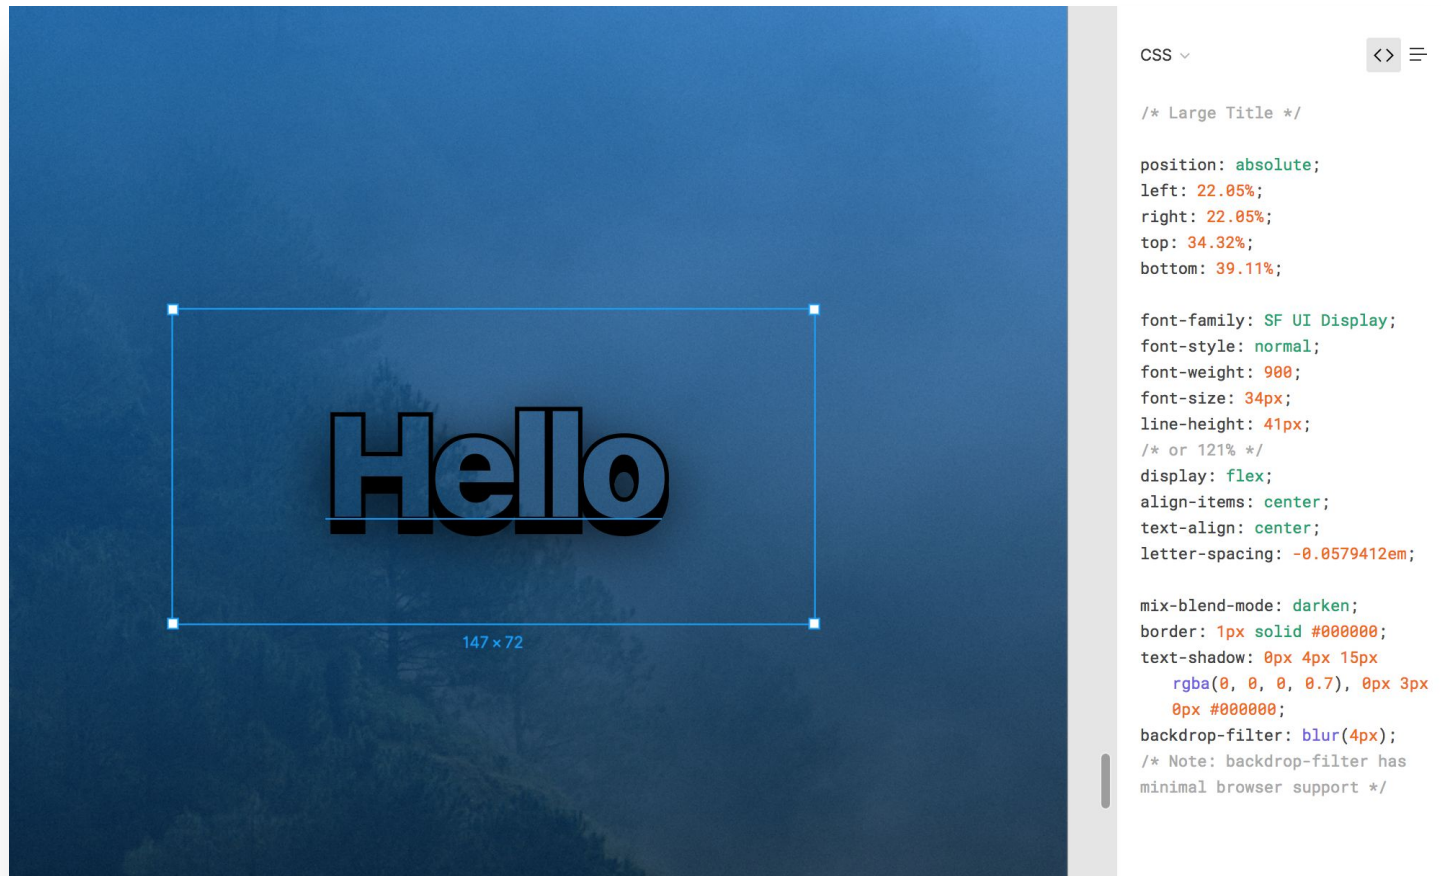 Hello
147 × 72
CSS
/* Large Title */
position: absolute;
left: 22.05%;
right: 22.05%;
top: 34.32%;
bottom: 39.11%;
font-family: SF UI Display;
font-style: normal;
font-weight: 900;
font-size: 34px;
line-height: 41px;
/* or 121% */
display: flex;
align-items: center;
text-align: center;
letter-spacing: -0.0579412em;
mix-blend-mode: darken;
border: 1px solid #000000;
text-shadow: 0px 4px 15px
rgba(0, 0, 0, 0.7), 0px 3px
0px #000000;
backdrop-filter: blur(4px);
/* Note: backdrop-filter has
minimal browser support */